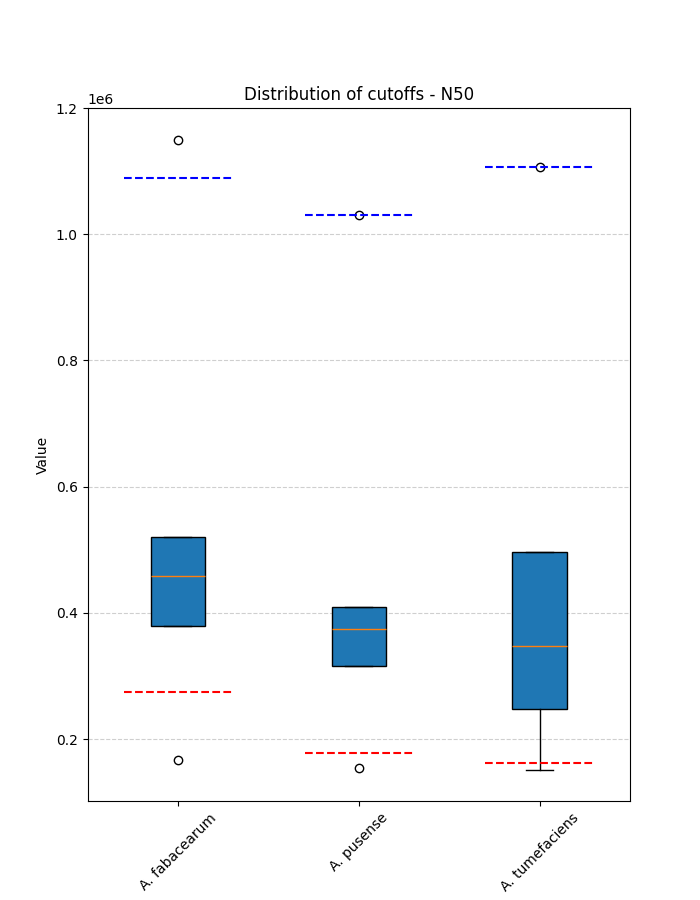 Distribution of cutoffs - N50
1e6
1.2
1.0
0.8
0.6
0.4
0.2
Value
A. fabacearum
A. pusense
A. tumefaciens